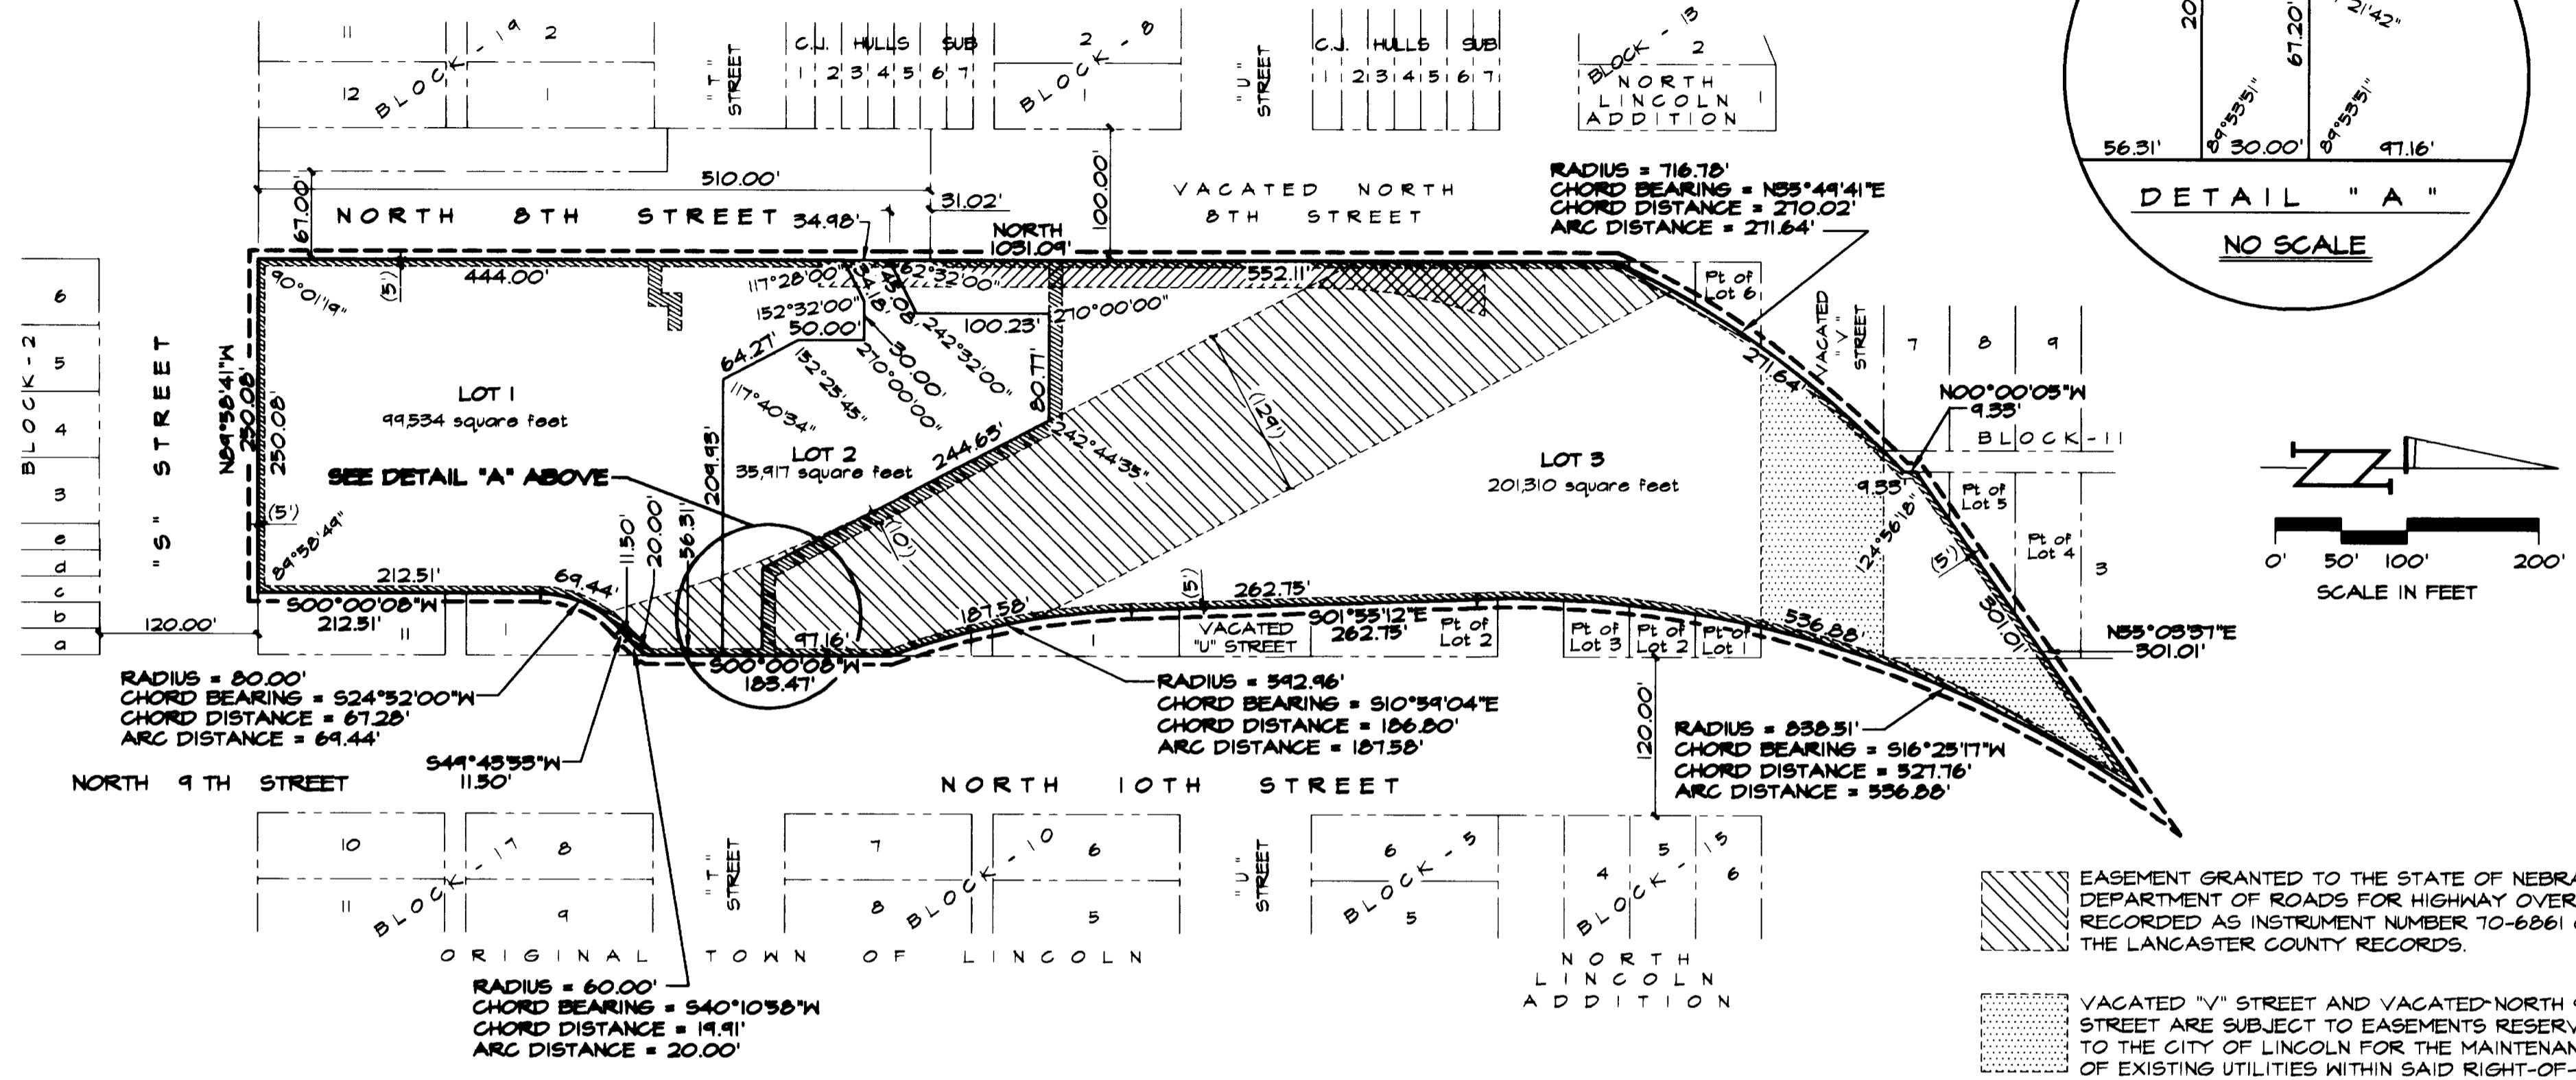 11
2
12
1
BLOCK-19
"T"
STREET
C.J. HULLS SUB
1 2 3 4 5 6 7
2
1
BLOCK-8
"U"
STREET
C.J. HULLS SUB
1 2 3 4 5 6 7
BLOCK-13
2
NORTH
LINCOLN
ADDITION
1
20
67.20'
21'42"
89°53'51"
89°53'51"
56.31'
30.00'
97.16'
DETAIL "A"
NO SCALE
510.00'
31.02'
67.00'
100.00'
NORTH 8TH STREET
34.98'
NORTH
1031.09'
VACATED NORTH
8TH STREET
RADIUS = 716.78'
CHORD BEARING = N35°49'41"E
CHORD DISTANCE = 270.02'
ARC DISTANCE = 271.64'
BLOCK-2
6
5
4
3
e
d
c
b
a
"S" STREET
N89°58'41"W
250.08'
250.08'
90°01'19"
(5')
444.00'
117°28'00"
34.18'
43.08'
62°32'00"
552.11'
152°32'00"
50.00'
100.23'
270°00'00"
64.27'
30.00'
242°32'00"
270°00'00"
152°25'45"
117°40'34"
80.77'
242°44'35"
244.63'
209.93'
(129')
LOT 1
99,534 square feet
LOT 2
35,917 square feet
LOT 3
201,310 square feet
SEE DETAIL "A" ABOVE
(10')
(5')
89°58'49"
212.51'
S00°00'08"W
212.51'
120.00'
11
1
69.44'
11.50'
20.00'
56.31'
97.16'
S00°00'08"W
183.47'
187.58'
(5')
262.75'
S01°55'12"E
262.75'
1
VACATED
"U" STREET
Pt of
Lot 2
Pt of
Lot 3
Pt of
Lot 2
Pt of
Lot 1
536.88'
Pt of
Lot 6
VACATED
"V"
STREET
271.64'
7
8
9
N00°00'05"W
9.33'
BLOCK-11
9.33'
124°56'18"
Pt of
Lot 5
Pt of
Lot 4
3
(5')
301.01'
N55°03'37"E
301.01'
0' 50' 100' 200'
SCALE IN FEET
RADIUS = 80.00'
CHORD BEARING = S24°52'00"W
CHORD DISTANCE = 67.28'
ARC DISTANCE = 69.44'
S49°43'53"W
11.50'
RADIUS = 592.96'
CHORD BEARING = S10°59'04"E
CHORD DISTANCE = 186.80'
ARC DISTANCE = 187.58'
120.00'
RADIUS = 838.51'
CHORD BEARING = S16°25'17"W
CHORD DISTANCE = 527.76'
ARC DISTANCE = 536.88'
NORTH 9TH STREET
NORTH 10TH STREET
10
8
11
9
BLOCK-17
"T"
STREET
7
6
8
5
BLOCK-10
"U"
STREET
6
5
BLOCK-5
4
5
6
BLOCK-15
ORIGINAL TOWN OF LINCOLN
NORTH
LINCOLN
ADDITION
RADIUS = 60.00'
CHORD BEARING = S40°10'58"W
CHORD DISTANCE = 19.91'
ARC DISTANCE = 20.00'
EASEMENT GRANTED TO THE STATE OF NEBRA
DEPARTMENT OF ROADS FOR HIGHWAY OVER
RECORDED AS INSTRUMENT NUMBER 70-6861
THE LANCASTER COUNTY RECORDS.
VACATED "V" STREET AND VACATED NORTH
STREET ARE SUBJECT TO EASEMENTS RESERV
TO THE CITY OF LINCOLN FOR THE MAINTENAN
OF EXISTING UTILITIES WITHIN SAID RIGHT-OF-